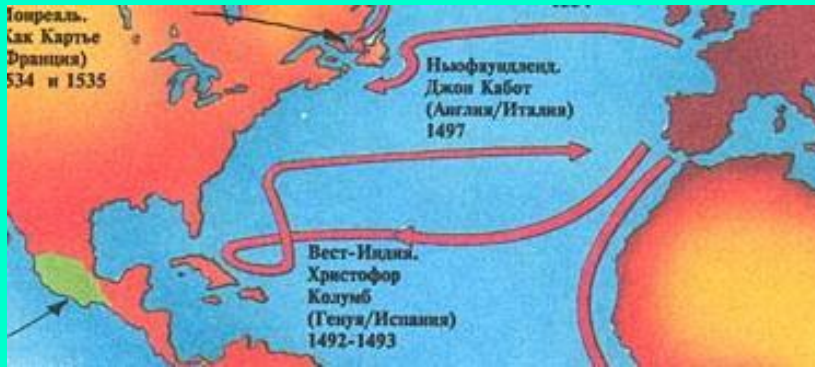 Монреаль.
Как Картье
(Франция)
1534 и 1535
Ньюфаундленд.
Джон Кабот
(Англия/Италия)
1497
Вест-Индия.
Христофор
Колумб
(Генуя/Испания)
1492-1493